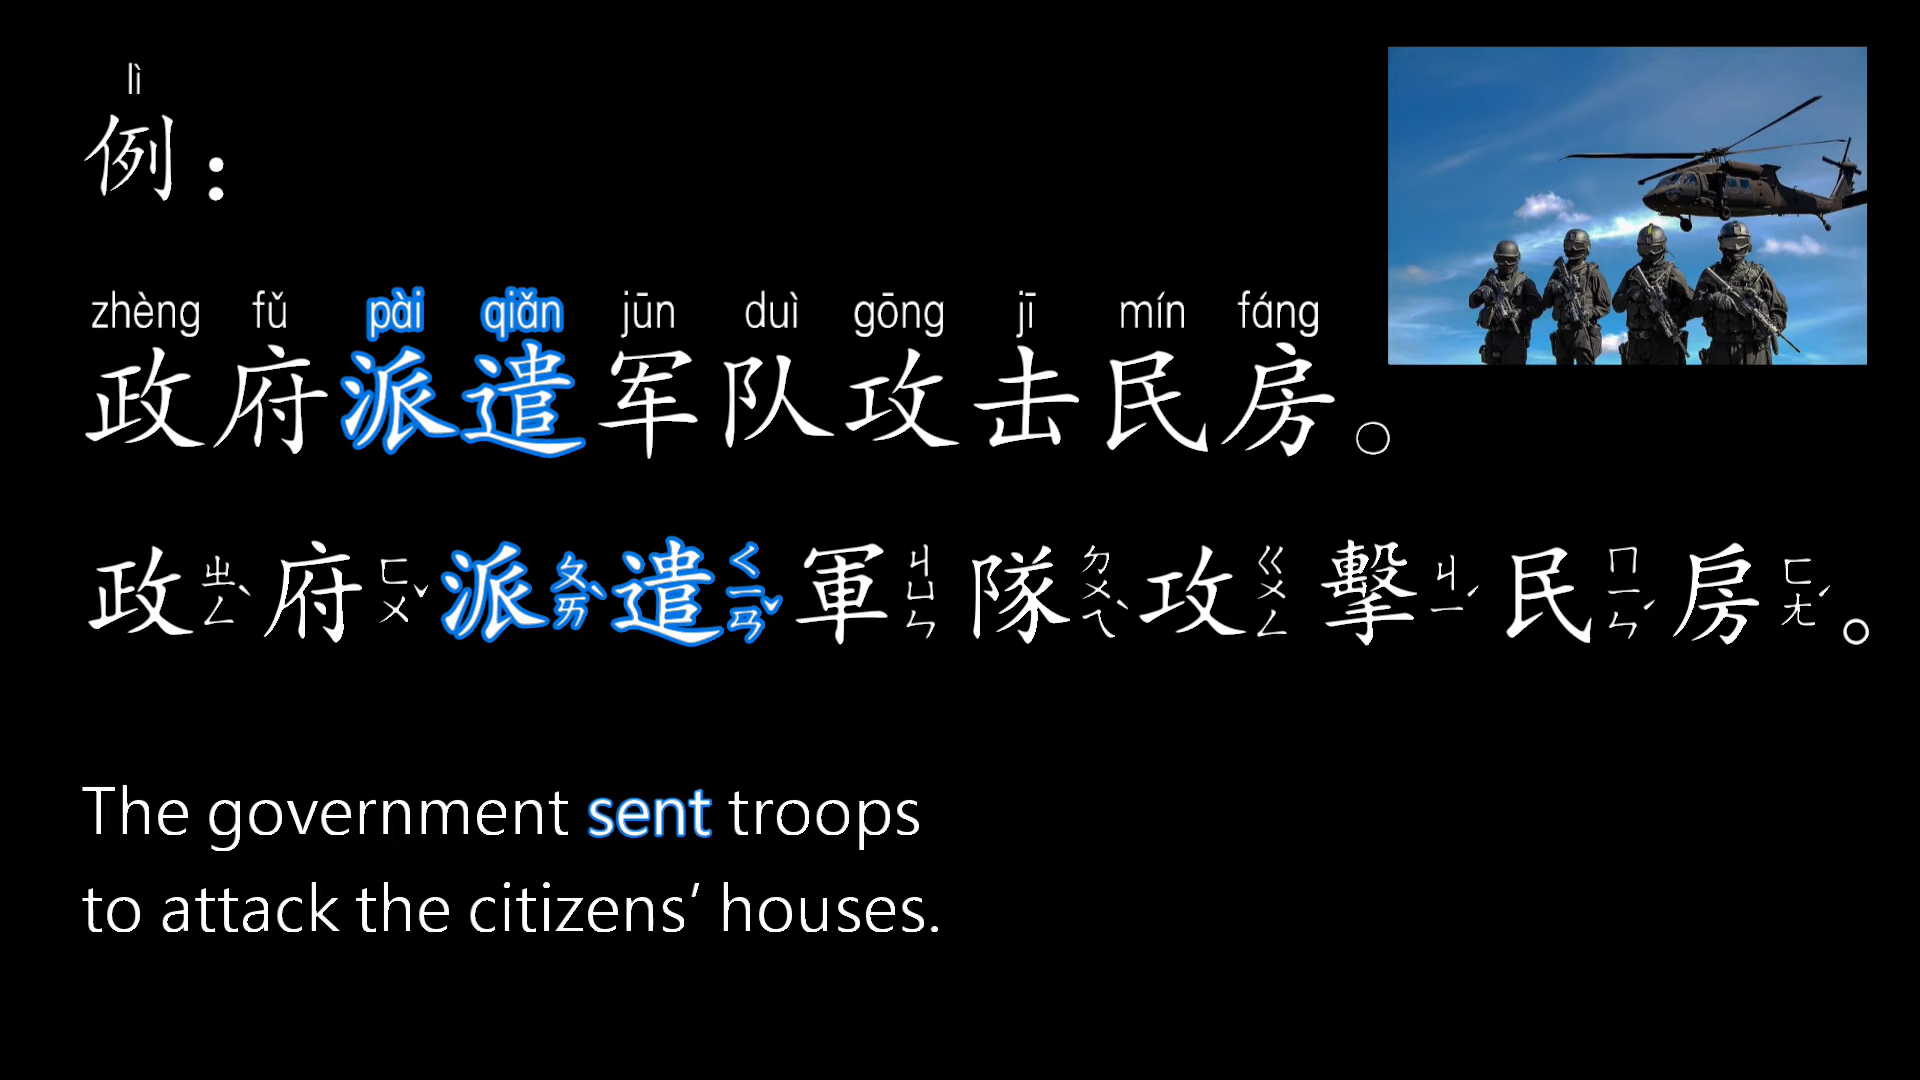 lì
例：
zhèng fǔ pài qiǎn jūn duì gōng jī mín fáng
政府派遣军队攻击民房。
政ㄓㄥˋ府ㄈㄨˇ派ㄆㄞˋ遣ㄑㄧㄢˇ軍ㄐㄩㄣ隊ㄉㄨㄟˋ攻ㄍㄨㄥ擊ㄐㄧˊ民ㄇㄧㄣˊ房ㄈㄤˊ。
The government sent troops
to attack the citizens’ houses.